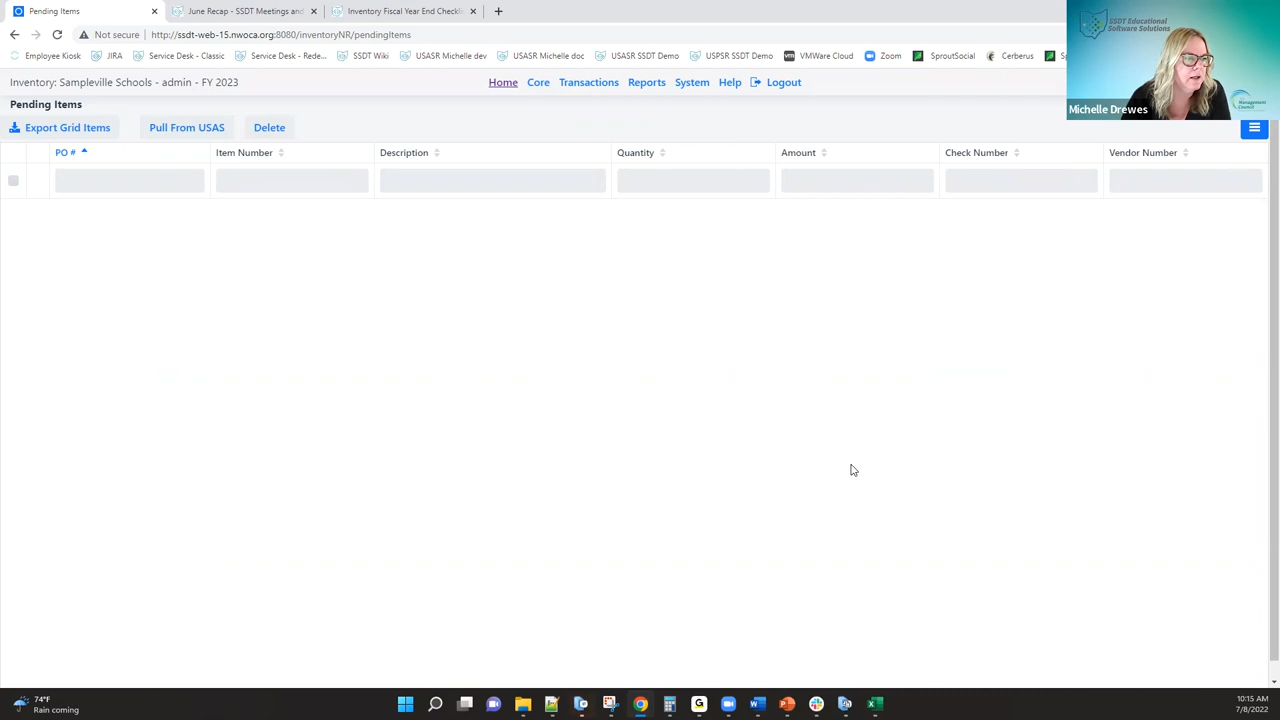 Pending Items
June Recap - SSDT Meetings and
Inventory Fiscal Year End Checkli
Not secure
http://ssdt-web-15.nwoca.org:8080/inventoryNR/pendingItems
Employee Kiosk
JIRA
Service Desk - Classic
Service Desk - Rede...
SSDT Wiki
USASR Michelle dev
USASR Michelle doc
USASR SSDT Demo
USPSR SSDT Demo
VMWare Cloud
Zoom
SproutSocial
Cerberus
Inventory: Sampleville Schools - admin - FY 2023
Home
Core
Transactions
Reports
System
Help
Logout
Pending Items
Export Grid Items
Pull From USAS
Delete
PO #
Item Number
Description
Quantity
Amount
Check Number
Vendor Number
SSDT Educational
Software Solutions
Management
Council
Michelle Drewes
74°F
Rain coming
10:15 AM
7/8/2022